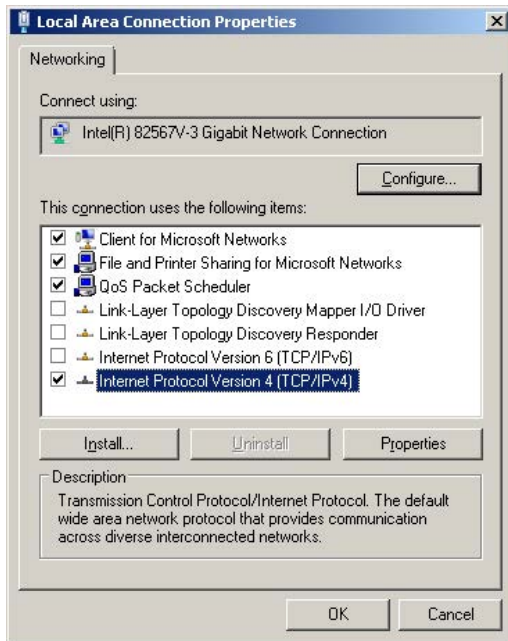 Local Area Connection Properties
Networking
Connect using:
Intel(R) 82567V-3 Gigabit Network Connection
Configure...
This connection uses the following items:
Client for Microsoft Networks
File and Printer Sharing for Microsoft Networks
QoS Packet Scheduler
Link-Layer Topology Discovery Mapper I/O Driver
Link-Layer Topology Discovery Responder
Internet Protocol Version 6 (TCP/IPv6)
Internet Protocol Version 4 (TCP/IPv4)
Install... Uninstall Properties
Description
Transmission Control Protocol/Internet Protocol. The default
wide area network protocol that provides communication
across diverse interconnected networks.
OK Cancel